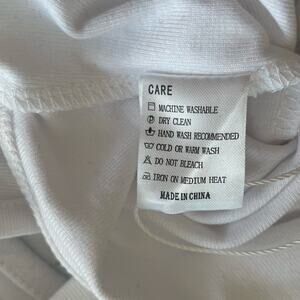 CARE
MACHINE WASHABLE
Ⓟ DRY CLEAN
HAND WASH RECOMMENDED
COLD OR WARM WASH
DO NOT BLEACH
IRON ON MEDIUM HEAT
MADE IN CHINA